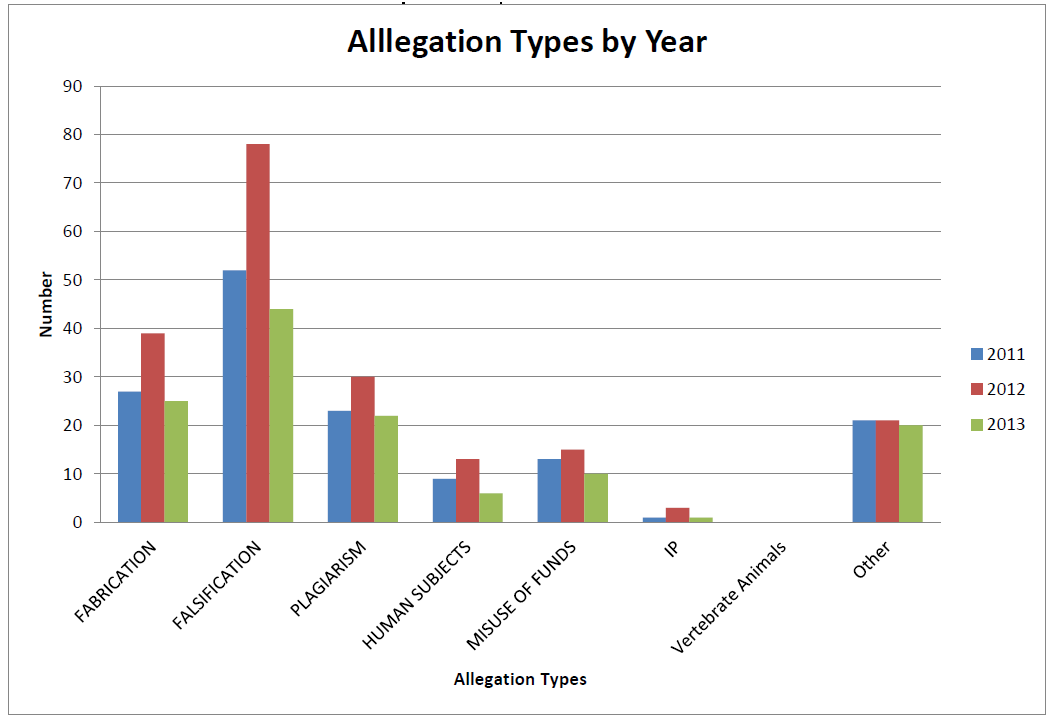 Alllegation Types by Year
90
80
70
60
50
40
30
20
10
0
Number
FABRICATION
FALSIFICATION
PLAGIARISM
HUMAN SUBJECTS
MISUSE OF FUNDS
IP
Vertebrate Animals
Other
Allegation Types
2011
2012
2013